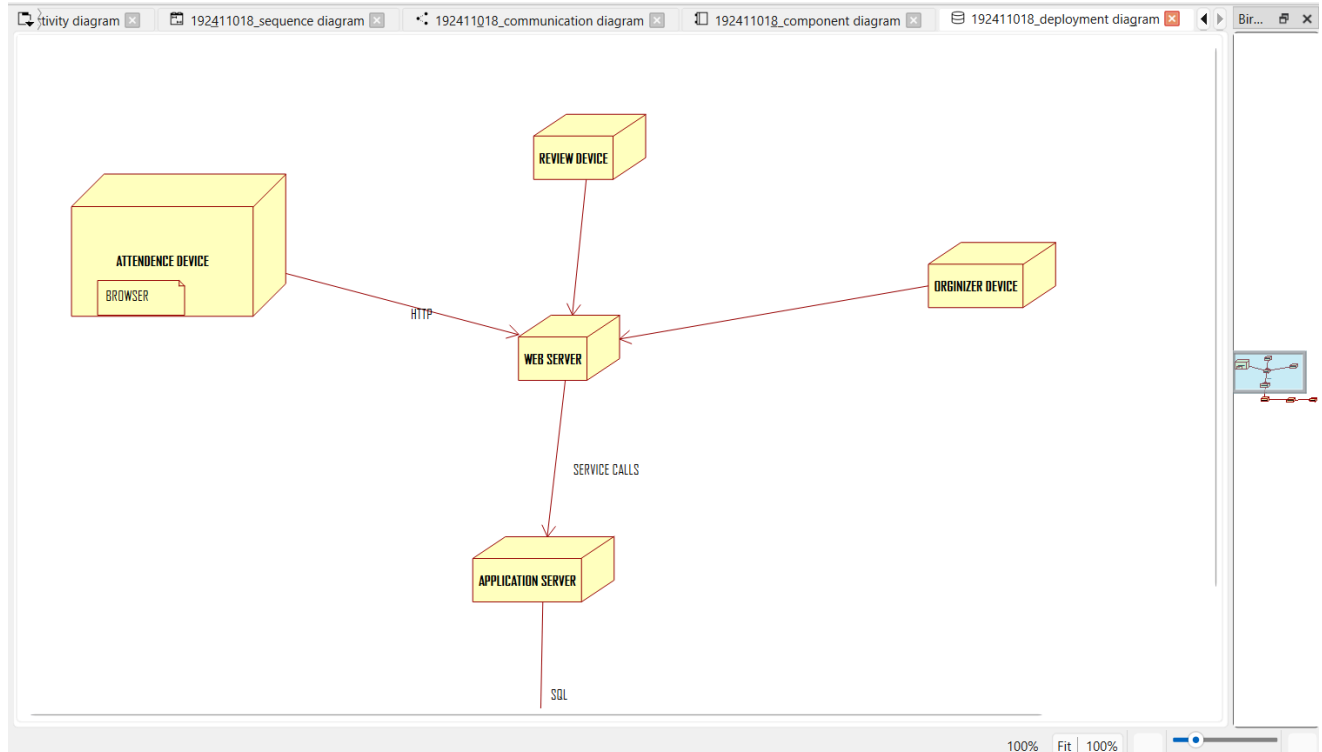 tivity diagram
192411018_sequence diagram
192411018_communication diagram
192411018_component diagram
192411018_deployment diagram
Bir...
REVIEW DEVICE
ATTENDENCE DEVICE
BROWSER
ORGINIZER DEVICE
HTTP
WEB SERVER
SERVICE CALLS
APPLICATION SERVER
SQL
100% Fit 100%